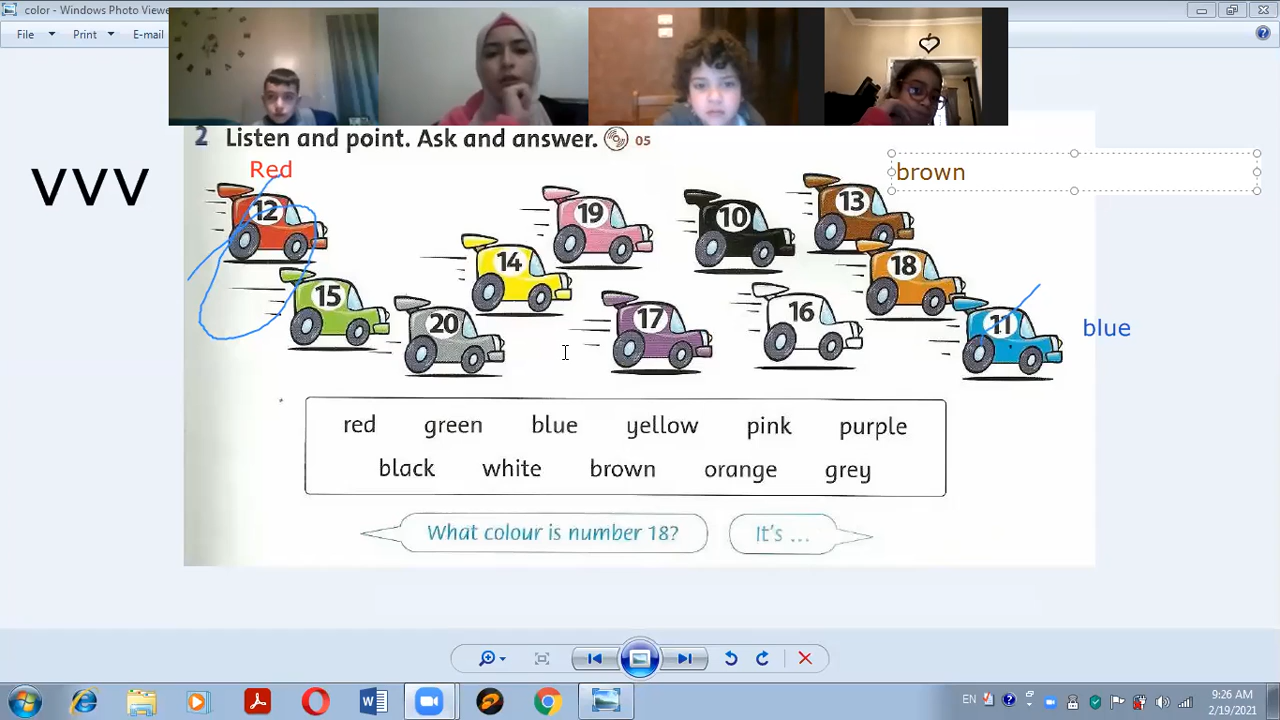 color - Windows Photo Viewe
File Print E-mail
2 Listen and point. Ask and answer. 05
Red
brown
VVV
12
19
10
13
14
18
15
20
17
16
11
blue
red green blue yellow pink purple
black white brown orange grey
What colour is number 18? It's ...
EN
9:26 AM
2/19/2021